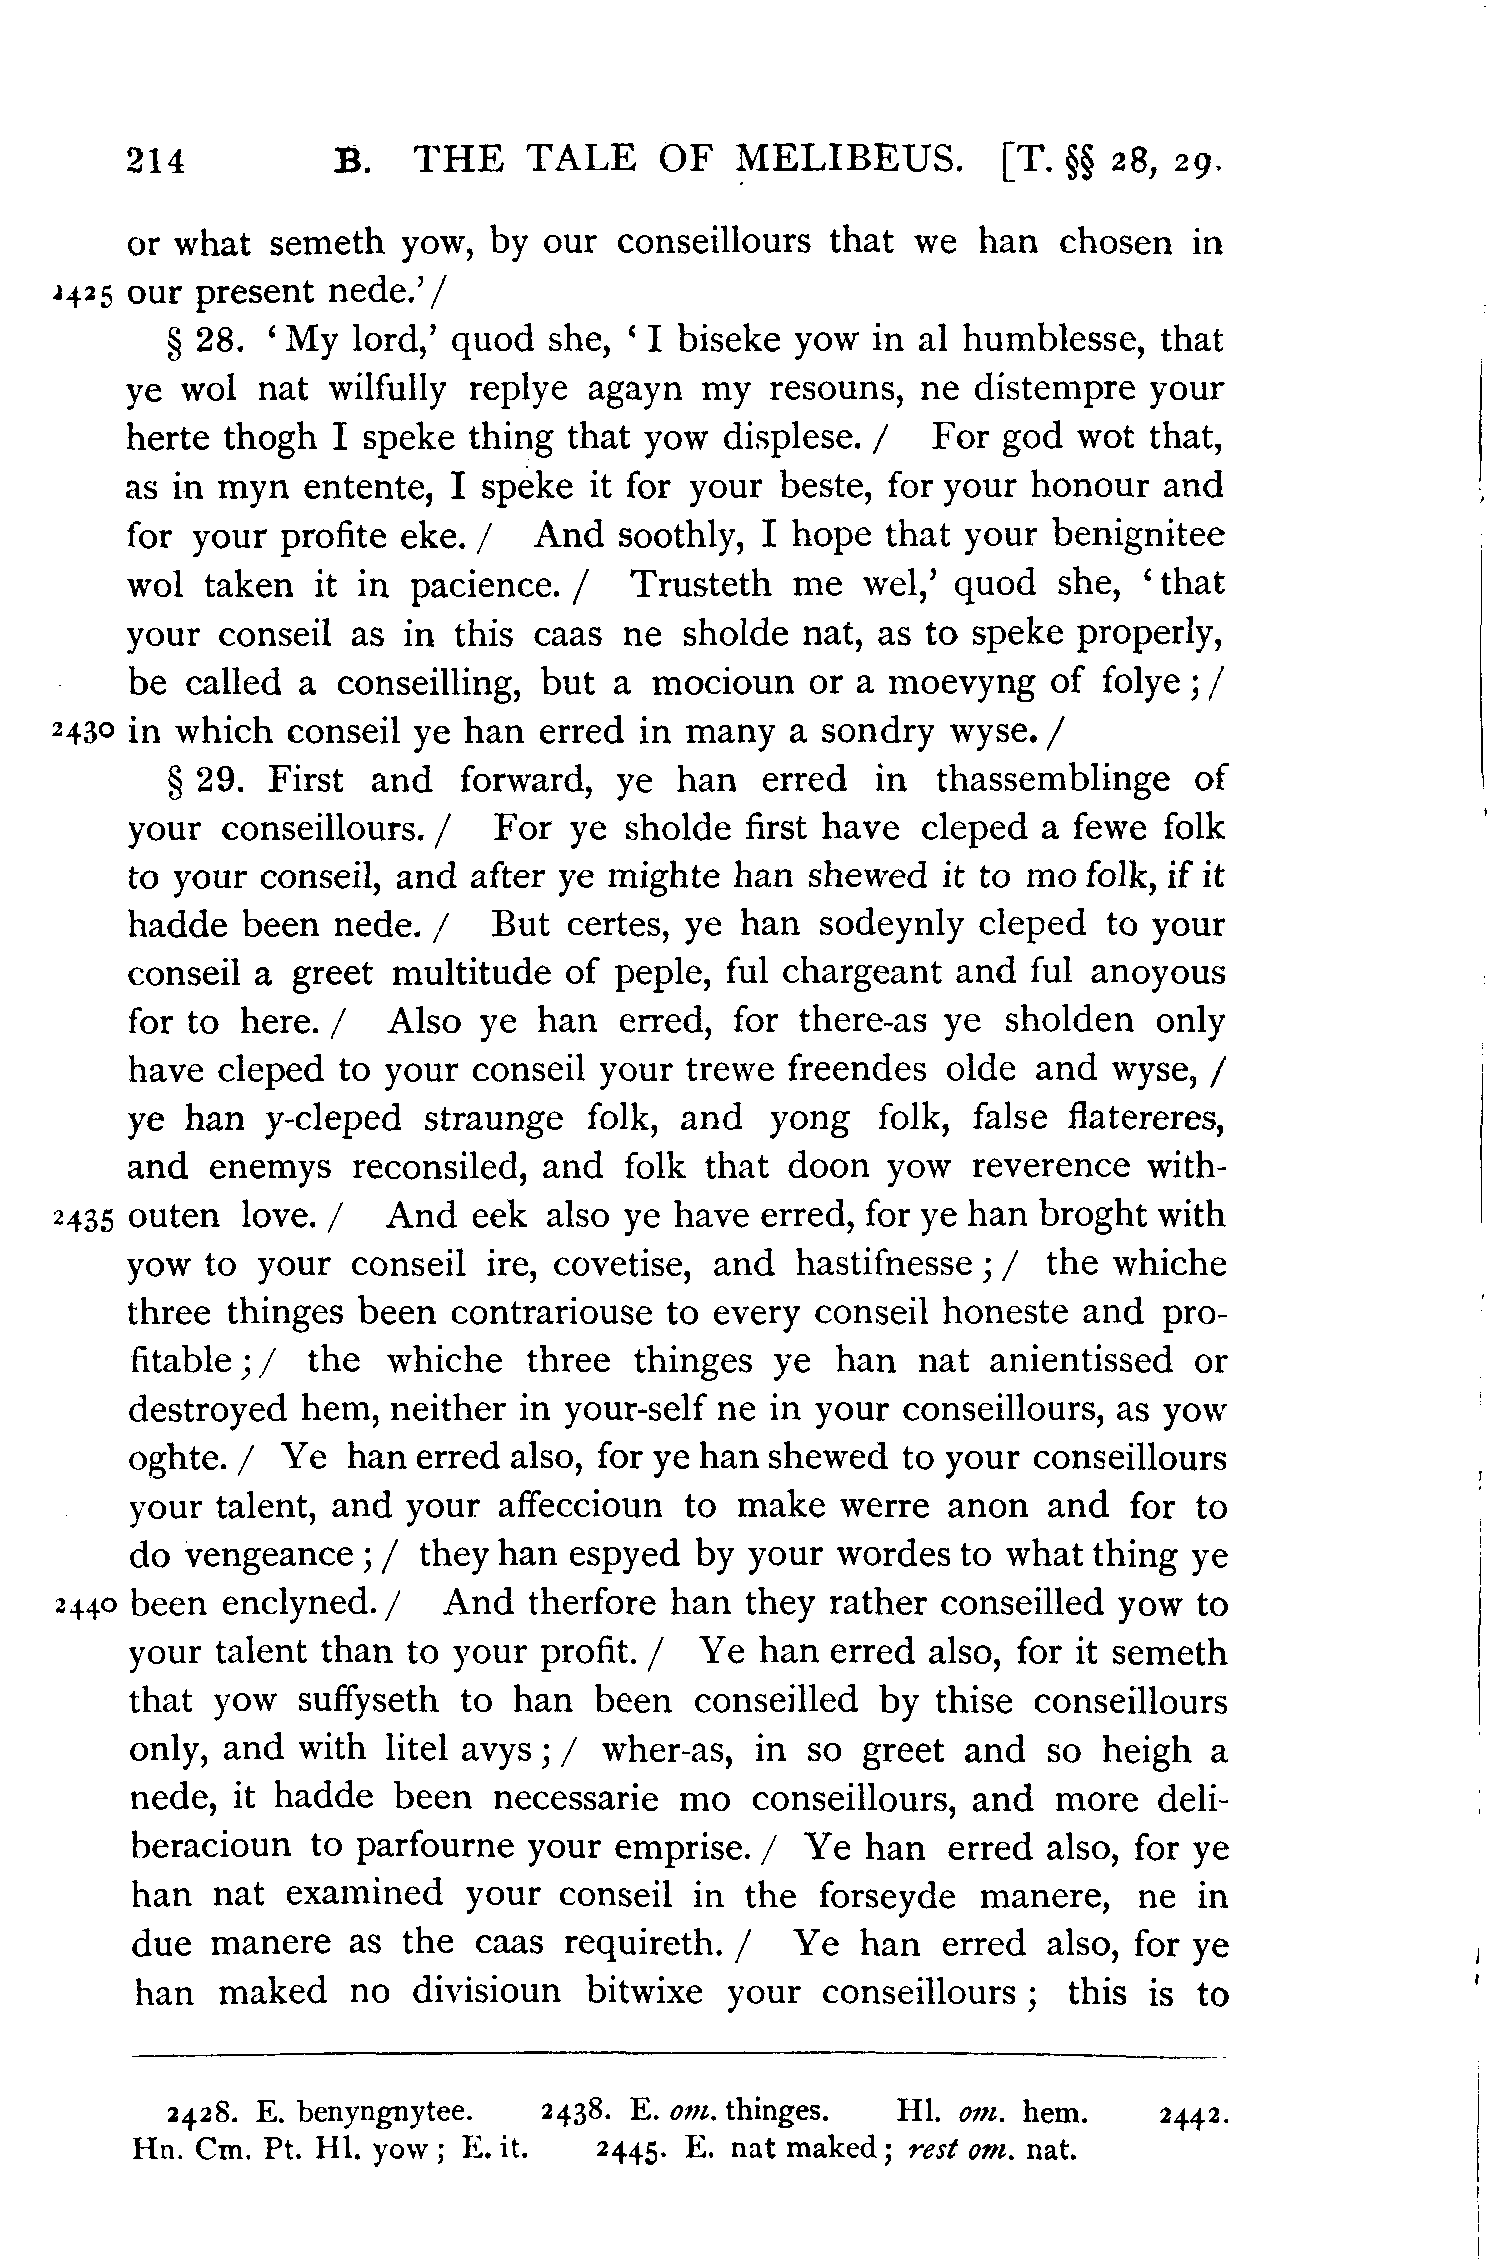 214 B. THE TALE OF MELIBEUS. [T. §§ 28, 29.
or what semeth yow, by our conseillours that we han chosen in
2425 our present nede.' /
§ 28. ‘My lord,’ quod she, ‘I biseke yow in al humblesse, that
ye wol nat wilfully replye agayn my resouns, ne distempre your
herte thogh I speke thing that yow displese. / For god wot that,
as in myn entente, I speke it for your beste, for your honour and
for your profite eke. / And soothly, I hope that your benignitee
wol taken it in pacience. / Trusteth me wel,’ quod she, ‘that
your conseil as in this caas ne sholde nat, as to speke properly,
be called a conseilling, but a mocioun or a moevyng of folye ; /
2430 in which conseil ye han erred in many a sondry wyse. /
§ 29. First and forward, ye han erred in thassemblinge of
your conseillours. / For ye sholde first have cleped a fewe folk
to your conseil, and after ye mighte han shewed it to mo folk, if it
hadde been nede. / But certes, ye han sodeynly cleped to your
conseil a greet multitude of peple, ful chargeant and ful anoyous
for to here. / Also ye han erred, for there-as ye sholden only
have cleped to your conseil your trewe freendes olde and wyse, /
ye han y-cleped straunge folk, and yong folk, false flatereres,
and enemys reconsiled, and folk that doon yow reverence with-
2435 outen love. / And eek also ye have erred, for ye han broght with
yow to your conseil ire, covetise, and hastifnesse ; / the whiche
three thinges been contrariouse to every conseil honeste and pro-
fitable ; / the whiche three thinges ye han nat anientissed or
destroyed hem, neither in your-self ne in your conseillours, as yow
oghte. / Ye han erred also, for ye han shewed to your conseillours
your talent, and your affeccioun to make werre anon and for to
do vengeance ; / they han espyed by your wordes to what thing ye
2440 been enclyned. / And therfore han they rather conseilled yow to
your talent than to your profit. / Ye han erred also, for it semeth
that yow suffyseth to han been conseilled by thise conseillours
only, and with litel avys ; / wher-as, in so greet and so heigh a
nede, it hadde been necessarie mo conseillours, and more deli-
beracioun to parfourne your emprise. / Ye han erred also, for ye
han nat examined your conseil in the forseyde manere, ne in
due manere as the caas requireth. / Ye han erred also, for ye
han maked no divisioun bitwixe your conseillours ; this is to
2428. E. benyngnytee. 2438. E. om. thinges. Hl. om. hem. 2442.
Hn. Cm. Pt. Hl. yow ; E. it. 2445. E. nat maked ; rest om. nat.